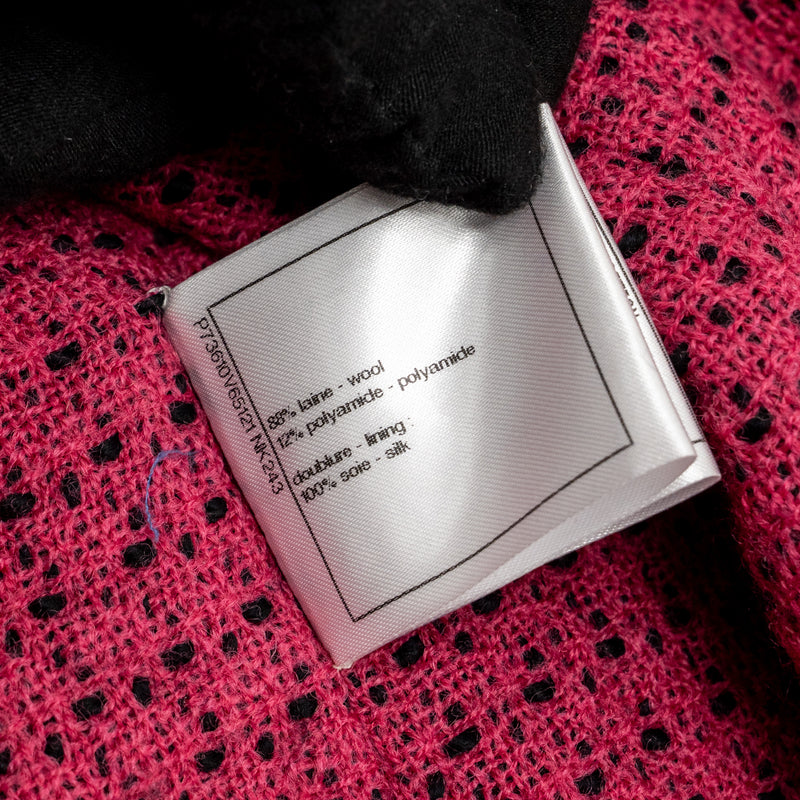 P73610V65121 NK243
88% laine - wool
12% polyamide - polyamide
doublure - lining :
100% soie - silk